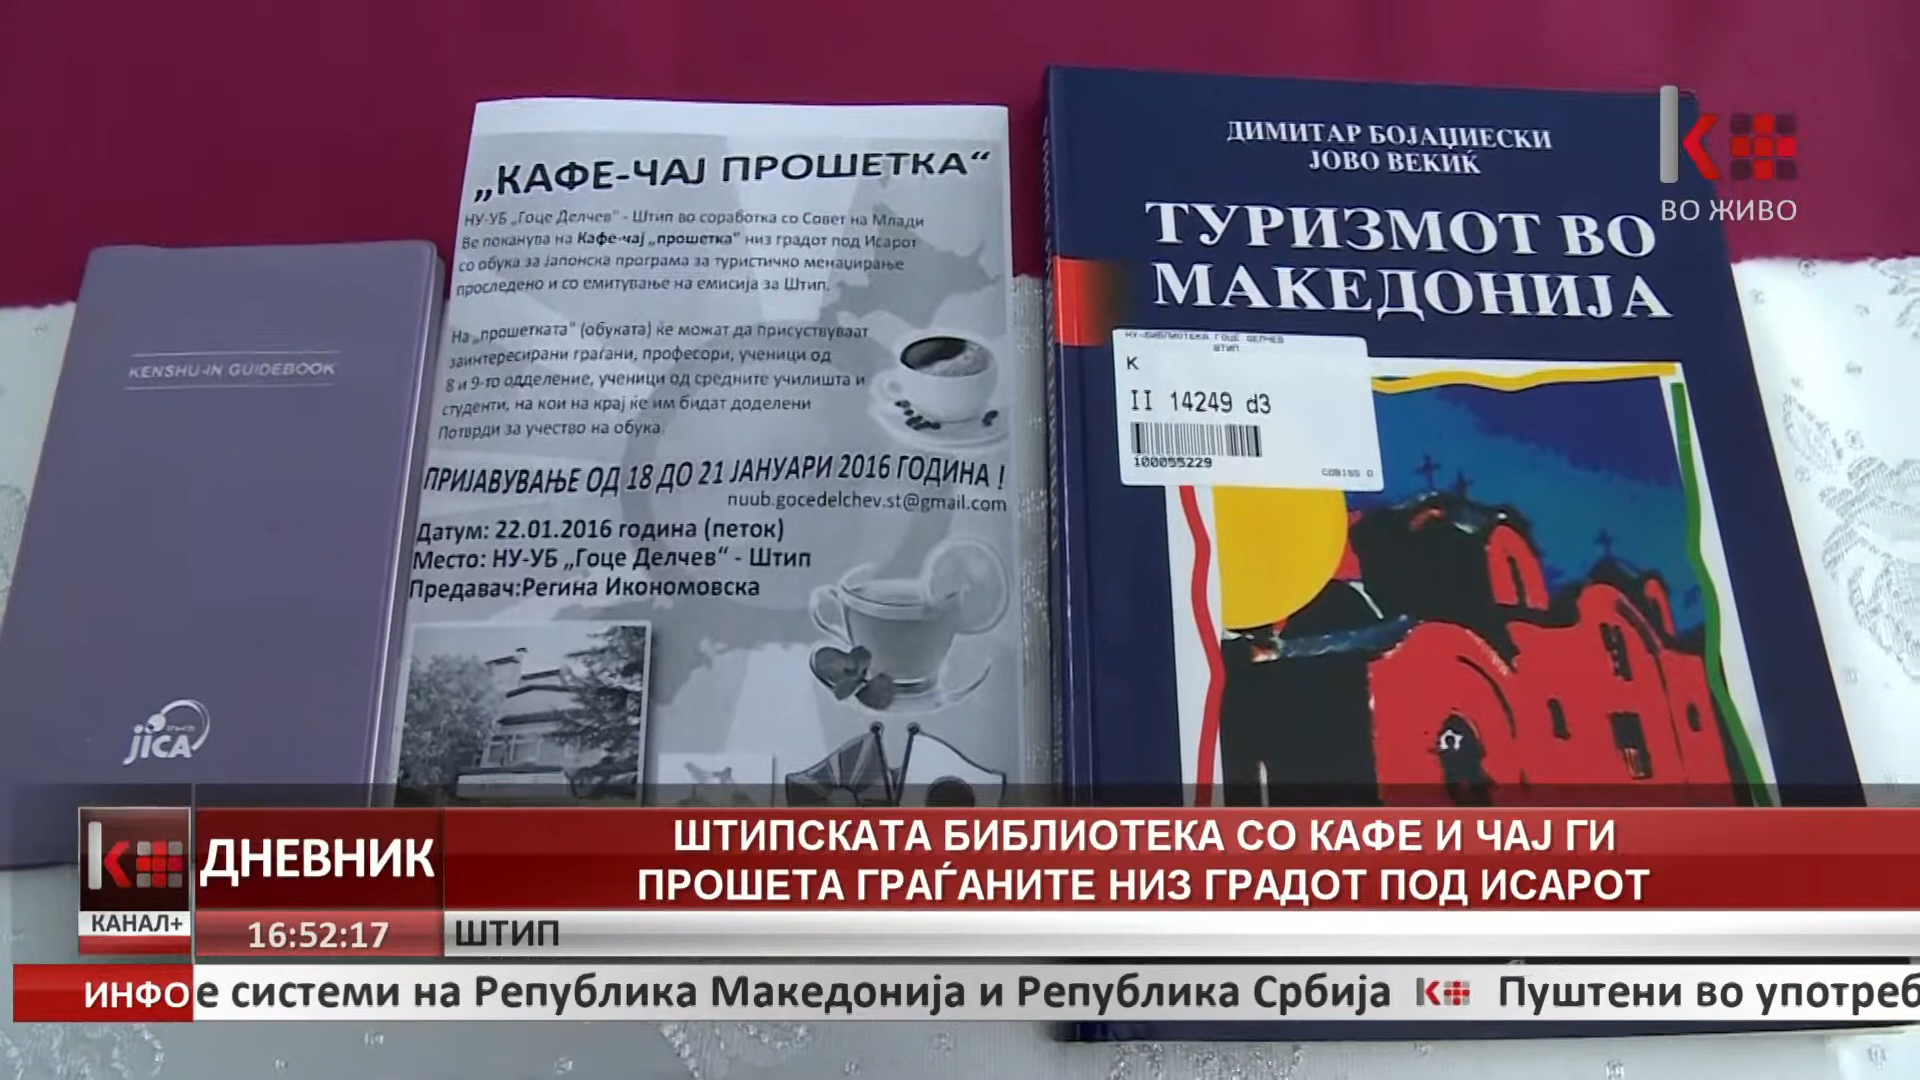 KENSHU-IN GUIDEBOOK
jICA
„КАФЕ-ЧАЈ ПРОШЕТКА“
НУ-УБ „Гоце Делчев“ - Штип во соработка со Совет на Млади
Ве поканува на Кафе-чај „прошетка“ низ градот под Исарот
со обука за Јапонска програма за туристичко менаџирање
проследено и со емитување на емисија за Штип.
На „прошетката“ (обуката) ќе можат да присуствуваат
заинтересирани граѓани, професори, ученици од
8 и 9-то одделение, ученици од средните училишта и
студенти, на кои на крај ќе им бидат доделени
Потврди за учество на обука.
ПРИЈАВУВАЊЕ ОД 18 ДО 21 ЈАНУАРИ 2016 ГОДИНА !
nuub.gocedelchev.st@gmail.com
Датум: 22.01.2016 година (петок)
Место: НУ-УБ „Гоце Делчев“ - Штип
Предавач:Регина Икономовска
ДИМИТАР БОЈАЏИЕСКИ
ЈОВО ВЕКИЌ
ТУРИЗМОТ ВО
МАКЕДОНИЈА
НУ-БИБЛИОТЕКА ГОЦЕ ДЕЛЧЕВ
ШТИП
К
II 14249 d3
100055229
COBISS ©
ВО ЖИВО
КАНАЛ+
ДНЕВНИК
16:52:17
ШТИПСКАТА БИБЛИОТЕКА СО КАФЕ И ЧАЈ ГИ
ПРОШЕТА ГРАЃАНИТЕ НИЗ ГРАДОТ ПОД ИСАРОТ
ШТИП
ИНФО е системи на Република Македонија и Република Србија К Пуштени во употреб